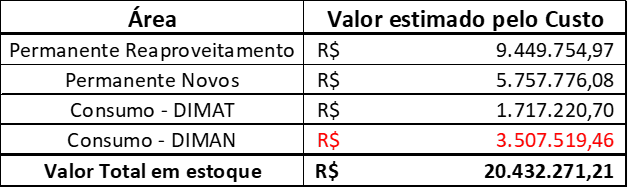 Área Valor estimado pelo Custo
Permanente Reaproveitamento R$ 9.449.754,97
Permanente Novos R$ 5.757.776,08
Consumo - DIMAT R$ 1.717.220,70
Consumo - DIMAN R$ 3.507.519,46
Valor Total em estoque R$ 20.432.271,21